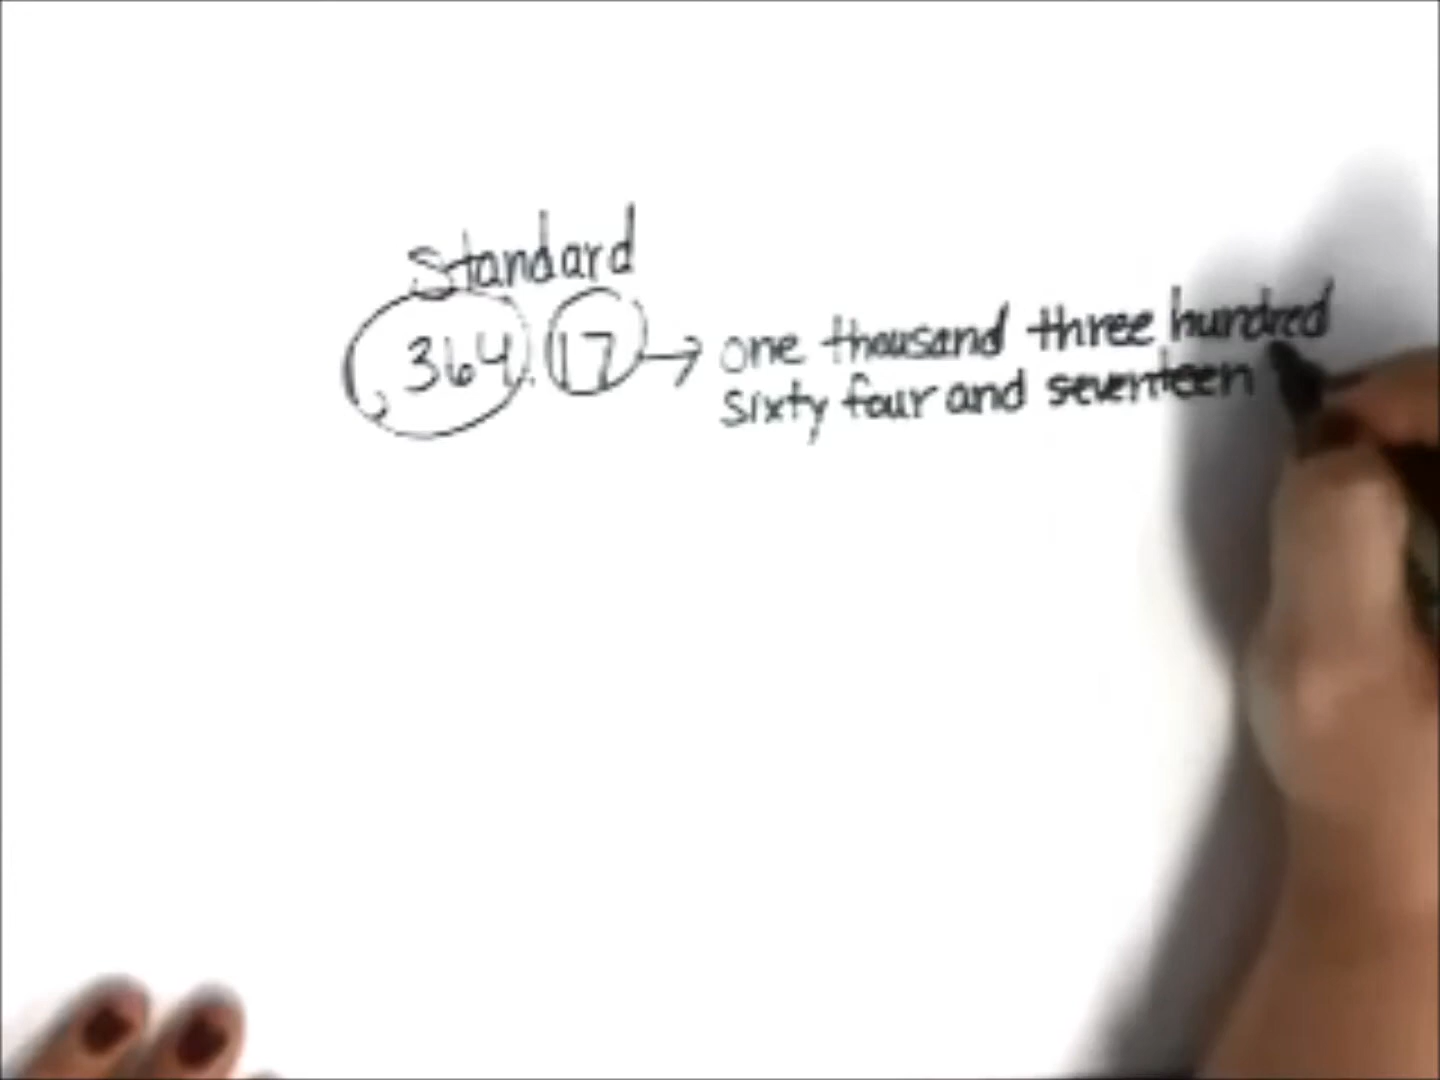 Standard
1,364.17 → one thousand three hundred
sixty four and seventeen